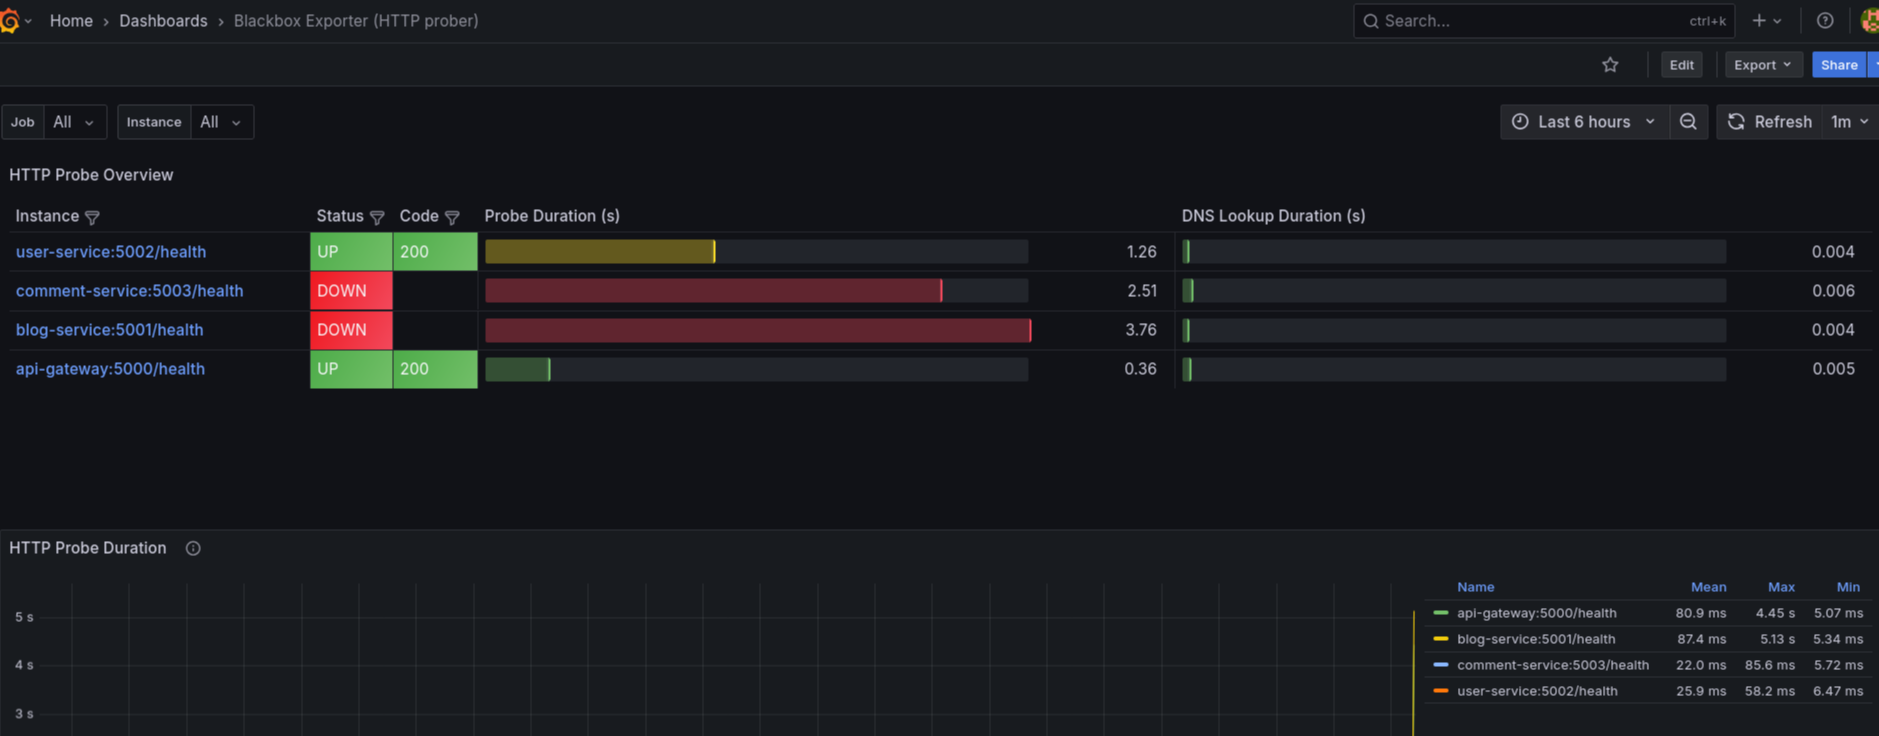 Home › Dashboards › Blackbox Exporter (HTTP prober) Search... ctrl+k
Edit Export Share
Job All Instance All Last 6 hours Refresh 1m
HTTP Probe Overview
Instance Status Code Probe Duration (s) DNS Lookup Duration (s)
user-service:5002/health UP 200 1.26 0.004
comment-service:5003/health DOWN 2.51 0.006
blog-service:5001/health DOWN 3.76 0.004
api-gateway:5000/health UP 200 0.36 0.005
HTTP Probe Duration
Name Mean Max Min
5 s api-gateway:5000/health 80.9 ms 4.45 s 5.07 ms
blog-service:5001/health 87.4 ms 5.13 s 5.34 ms
4 s comment-service:5003/health 22.0 ms 85.6 ms 5.72 ms
user-service:5002/health 25.9 ms 58.2 ms 6.47 ms
3 s